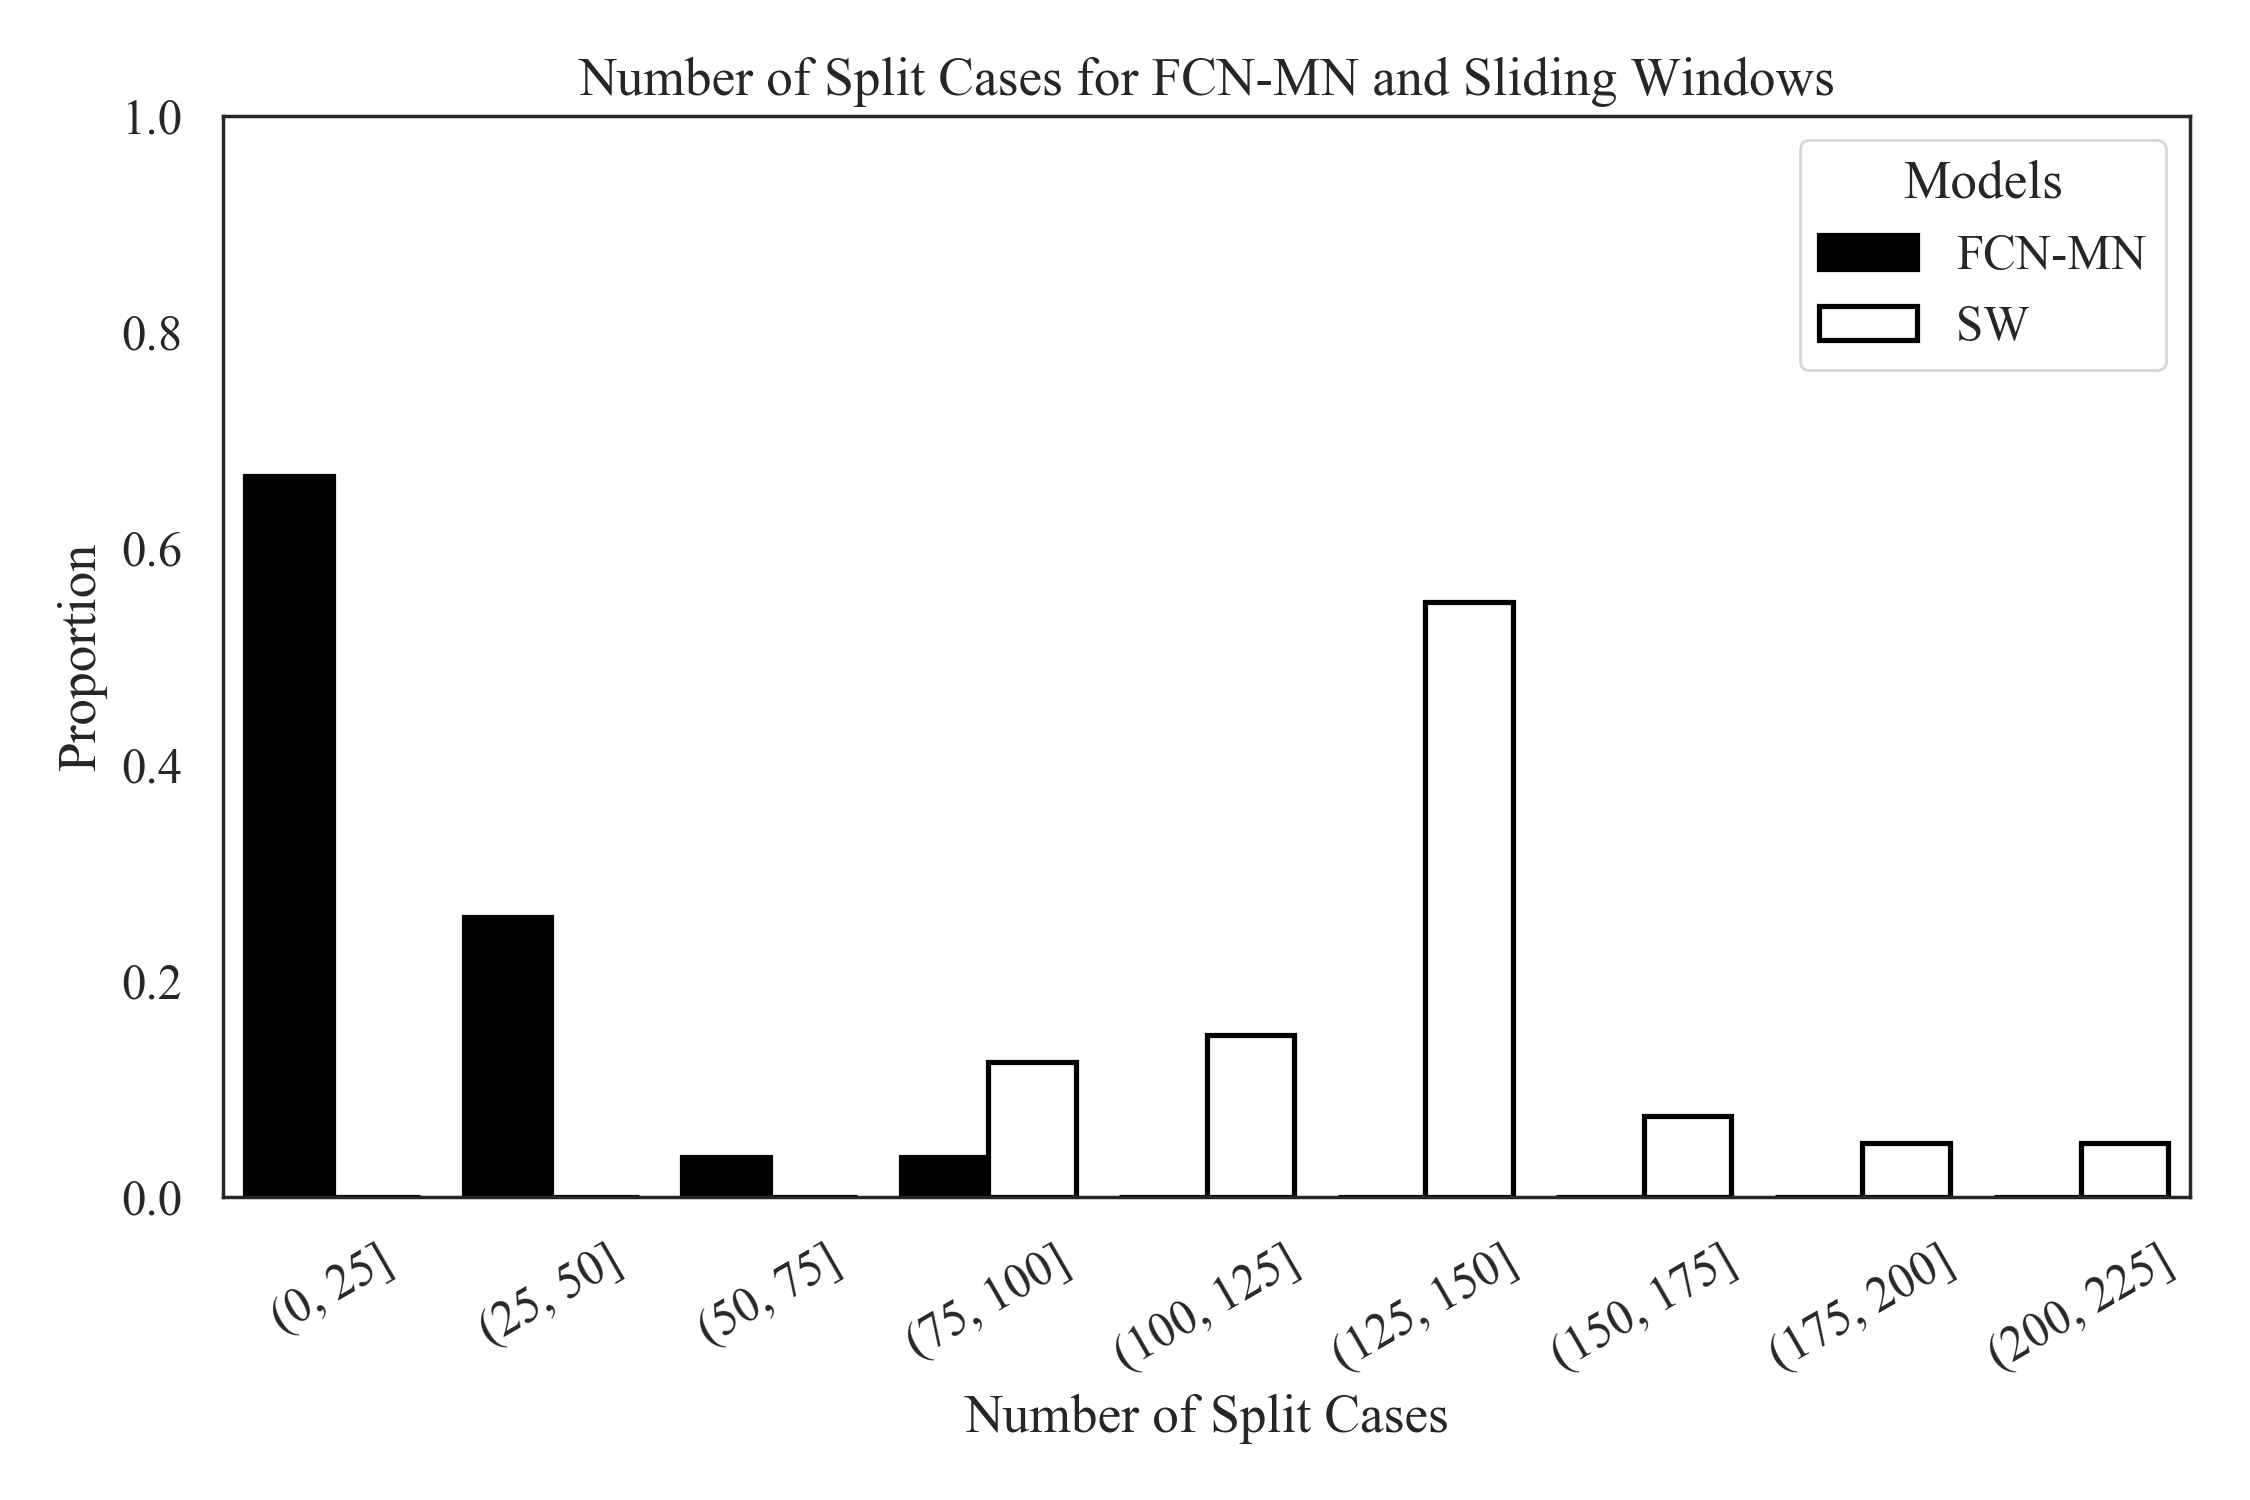 Number of Split Cases for FCN-MN and Sliding Windows
Models
FCN-MN
SW
Proportion
1.0
0.8
0.6
0.4
0.2
0.0
(0, 25]
(25, 50]
(50, 75]
(75, 100]
(100, 125]
(125, 150]
(150, 175]
(175, 200]
(200, 225]
Number of Split Cases